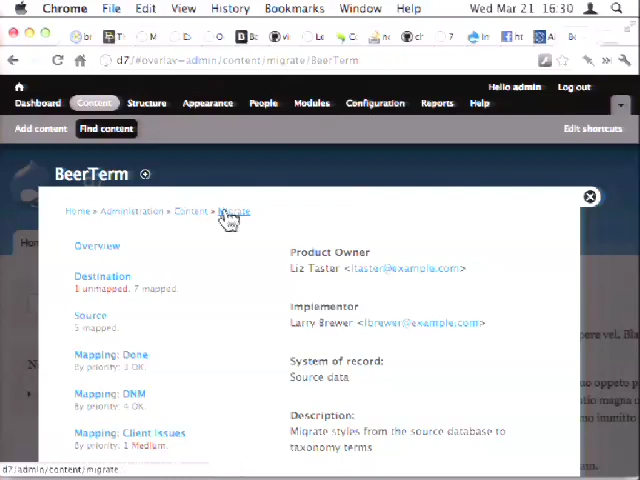 Chrome File Edit View History Bookmarks Window Help Wed Mar 21 16:30 Admin
d7/#overlay=admin/content/migrate/BeerTerm
Hello admin Log out
Dashboard Content Structure Appearance People Modules Configuration Reports Help
Add content Find content Edit shortcuts
BeerTerm
Home » Administration » Content » Migrate
Overview
Destination
1 unmapped. 7 mapped.
Source
5 mapped.
Mapping: Done
By priority: 3 OK.
Mapping: DNM
By priority: 4 OK.
Mapping: Client Issues
By priority: 1 Medium.
Product Owner
Liz Taster <ltaster@example.com>
Implementor
Larry Brewer <lbrewer@example.com>
System of record:
Source data
Description:
Migrate styles from the source database to
taxonomy terms
d7/admin/content/migrate